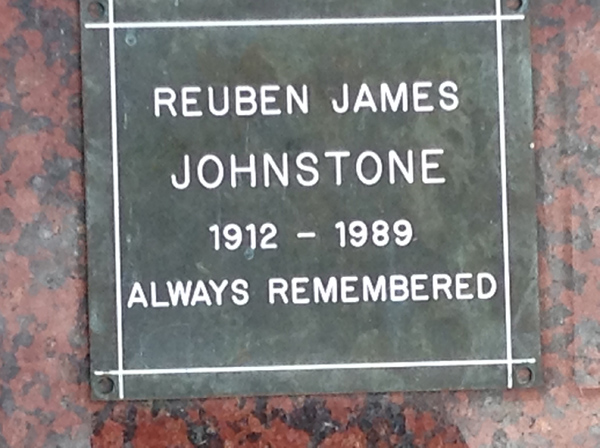 REUBEN JAMES
JOHNSTONE
1912 - 1989
ALWAYS REMEMBERED